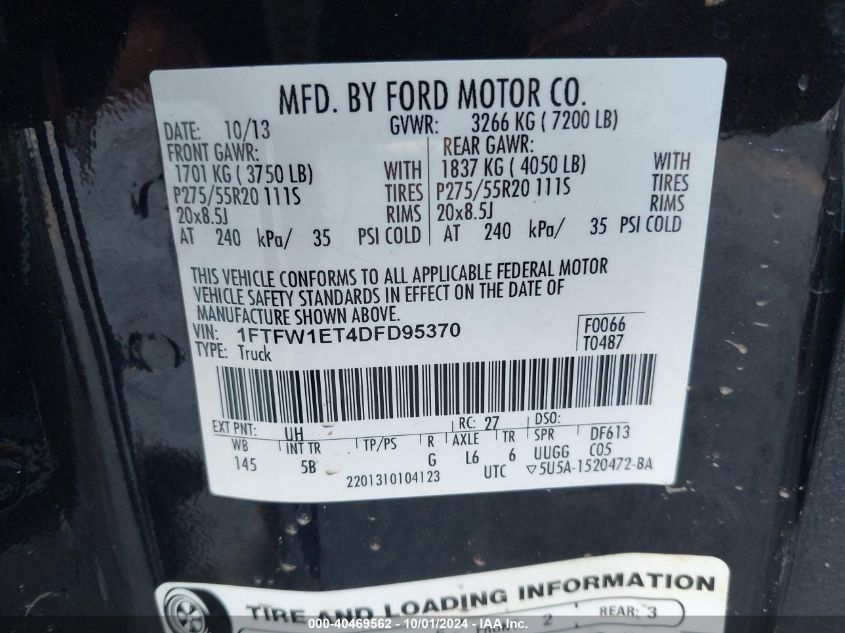 MFD. BY FORD MOTOR CO.
DATE: 10/13 GVWR: 3266 KG ( 7200 LB)
FRONT GAWR: REAR GAWR:
1701 KG ( 3750 LB) WITH 1837 KG ( 4050 LB) WITH
P275/55R20 111S TIRES P275/55R20 111S TIRES
20x8.5J RIMS 20x8.5J RIMS
AT 240 kPa/ 35 PSI COLD AT 240 kPa/ 35 PSI COLD
THIS VEHICLE CONFORMS TO ALL APPLICABLE FEDERAL MOTOR
VEHICLE SAFETY STANDARDS IN EFFECT ON THE DATE OF
MANUFACTURE SHOWN ABOVE.
VIN: 1FTFW1ET4DFD95370 F0066
TYPE: Truck T0487
EXT PNT: UH RC: 27 DSO:
WB INT TR TP/PS R AXLE TR SPR DF613
145 5B G L6 6 UUGG C05
2201310104123 UTC ▽5U5A-1520472-BA
TIRE AND LOADING INFORMATION
2 REAR: 3
000-40469562 - 10/01/2024 - IAAI.COM